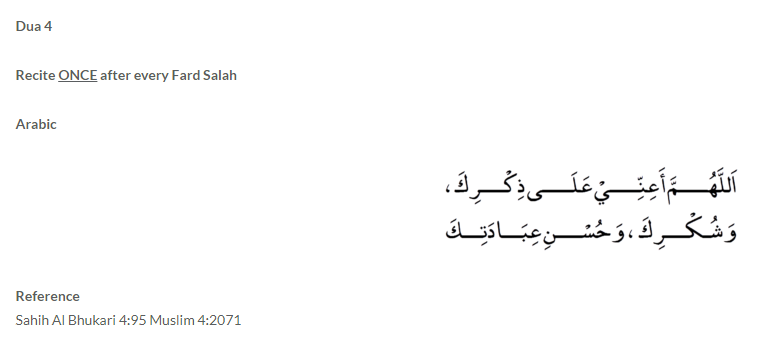 Dua 4
Recite ONCE after every Fard Salah
Arabic
اَللَّهُمَّ أَعِنِّيْ عَلَى ذِكْرِكَ،
وَشُكْرِكَ، وَحُسْنِ عِبَادَتِكَ
Reference
Sahih Al Bhukari 4:95 Muslim 4:2071